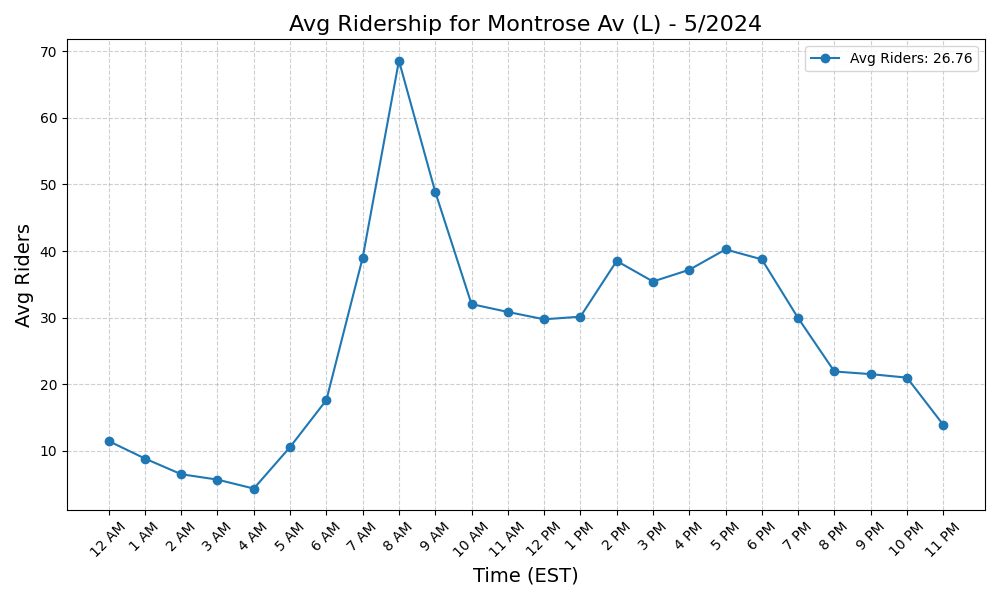 Avg Ridership for Montrose Av (L) - 5/2024
Avg Riders: 26.76
Avg Riders
70
60
50
40
30
20
10
12 AM
1 AM
2 AM
3 AM
4 AM
5 AM
6 AM
7 AM
8 AM
9 AM
10 AM
11 AM
12 PM
1 PM
2 PM
3 PM
4 PM
5 PM
6 PM
7 PM
8 PM
9 PM
10 PM
11 PM
Time (EST)